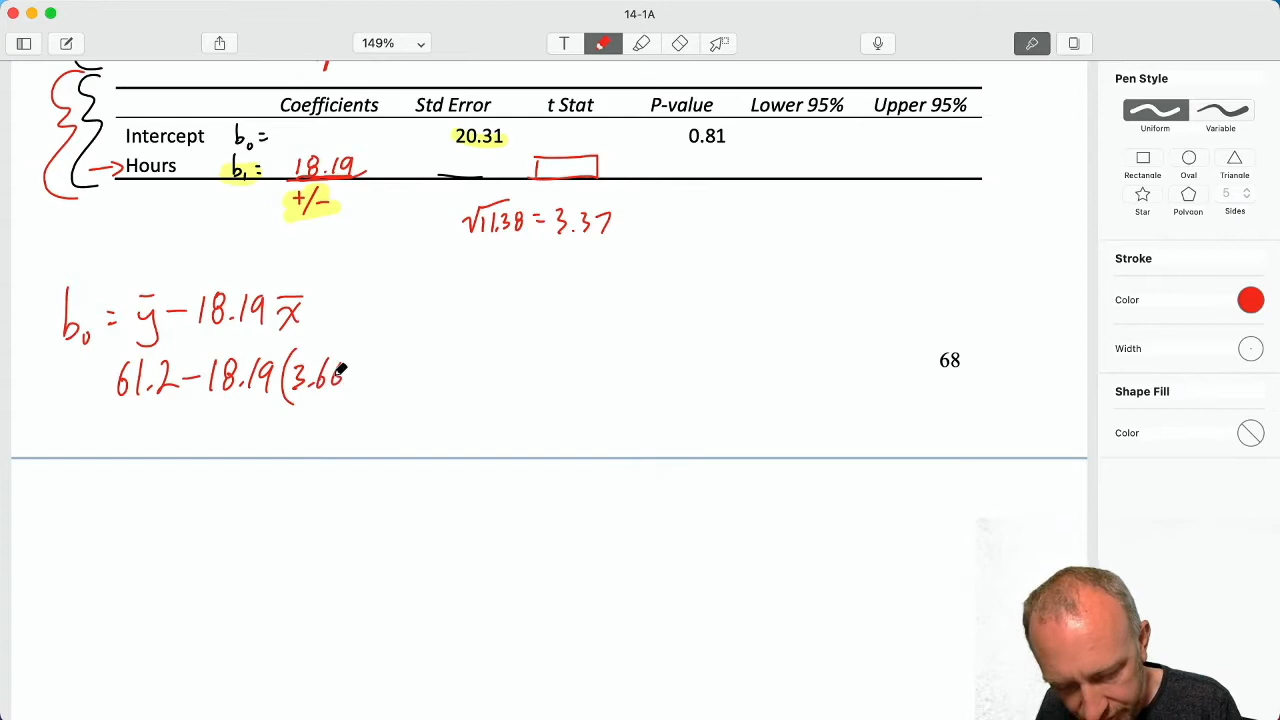 14-1A
149%
T
Pen Style
Uniform Variable
Rectangle Oval Triangle
Star Polygon Sides
5
Stroke
Color
Width
Shape Fill
Color
Coefficients Std Error t Stat P-value Lower 95% Upper 95%
Intercept b₀ = 20.31 0.81
Hours b₁ = 18.19
+/-
√11.38 = 3.37
b₀ = ȳ - 18.19 x̄
61.2 - 18.19 (3.66
68